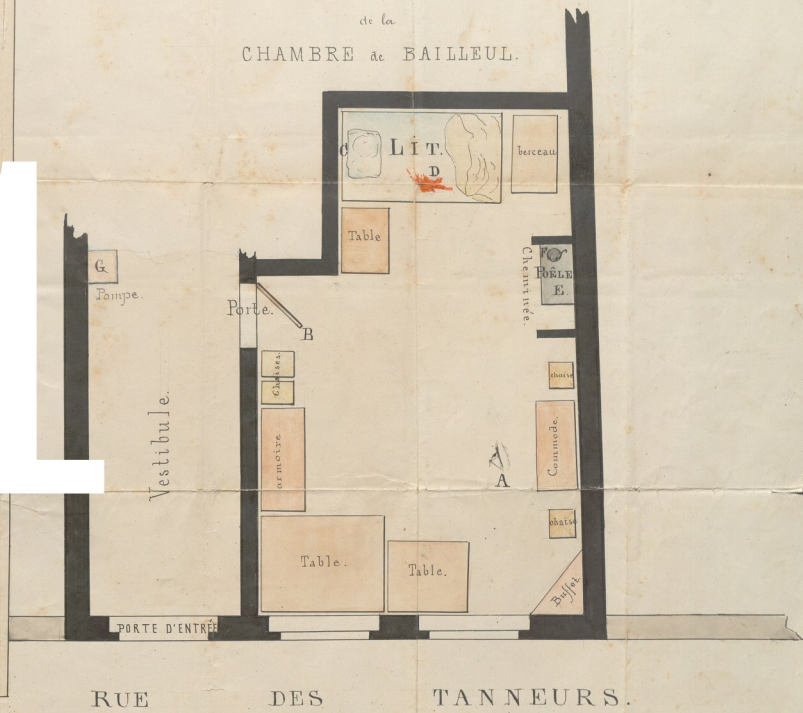 de la
CHAMBRE de BAILLEUL.
C
LIT.
D
berceau
Table
Cheminée.
F
POÊLE
E.
G
Pompe.
Porte.
B
Chaises.
chaise
Vestibule.
armoire
Commode.
A
chaise
Table.
Table.
Buffet
PORTE D'ENTRÉE
RUE DES TANNEURS.